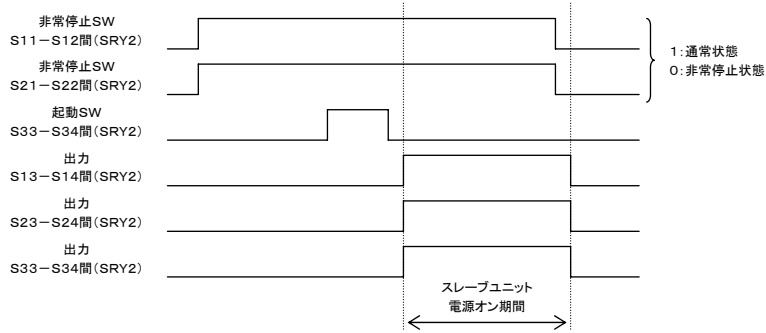 非常停止SW
S11－S12間（SRY2）
非常停止SW
S21－S22間（SRY2）
起動SW
S33－S34間（SRY2）
出力
S13－S14間（SRY2）
出力
S23－S24間（SRY2）
出力
S33－S34間（SRY2）
1：通常状態
0：非常停止状態
スレーブユニット
電源オン期間